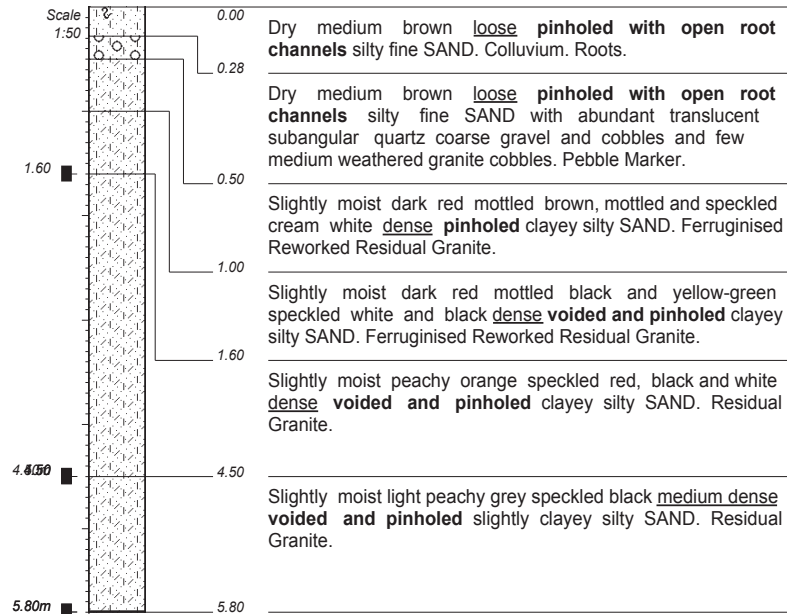 Scale
1:50
0.00
Dry medium brown loose pinholed with open root
channels silty fine SAND. Colluvium. Roots.
0.28
Dry medium brown loose pinholed with open root
channels silty fine SAND with abundant translucent
subangular quartz coarse gravel and cobbles and few
medium weathered granite cobbles. Pebble Marker.
1.60
0.50
Slightly moist dark red mottled brown, mottled and speckled
cream white dense pinholed clayey silty SAND. Ferruginised
Reworked Residual Granite.
1.00
Slightly moist dark red mottled black and yellow-green
speckled white and black dense voided and pinholed clayey
silty SAND. Ferruginised Reworked Residual Granite.
1.60
Slightly moist peachy orange speckled red, black and white
dense voided and pinholed clayey silty SAND. Residual
Granite.
4.50
Slightly moist light peachy grey speckled black medium dense
voided and pinholed slightly clayey silty SAND. Residual
Granite.
5.80m
5.80